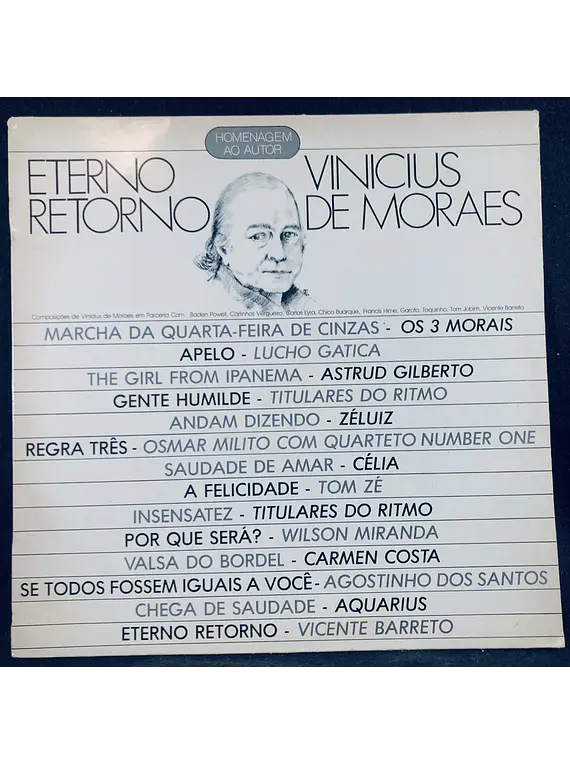 HOMENAGEM
AO AUTOR
ETERNO
RETORNO
VINICIUS
DE MORAES
Composições de Vinicius de Moraes em Parceria Com: Baden Powell, Carlinhos Vergueiro, Carlos Lyra, Chico Buarque, Francis Hime, Garoto, Toquinho, Tom Jobim, Vicente Barreto
MARCHA DA QUARTA-FEIRA DE CINZAS - OS 3 MORAIS
APELO - LUCHO GATICA
THE GIRL FROM IPANEMA - ASTRUD GILBERTO
GENTE HUMILDE - TITULARES DO RITMO
ANDAM DIZENDO - ZÉLUIZ
REGRA TRÊS - OSMAR MILITO COM QUARTETO NUMBER ONE
SAUDADE DE AMAR - CÉLIA
A FELICIDADE - TOM ZÉ
INSENSATEZ - TITULARES DO RITMO
POR QUE SERÁ? - WILSON MIRANDA
VALSA DO BORDEL - CARMEN COSTA
SE TODOS FOSSEM IGUAIS A VOCÊ - AGOSTINHO DOS SANTOS
CHEGA DE SAUDADE - AQUARIUS
ETERNO RETORNO - VICENTE BARRETO